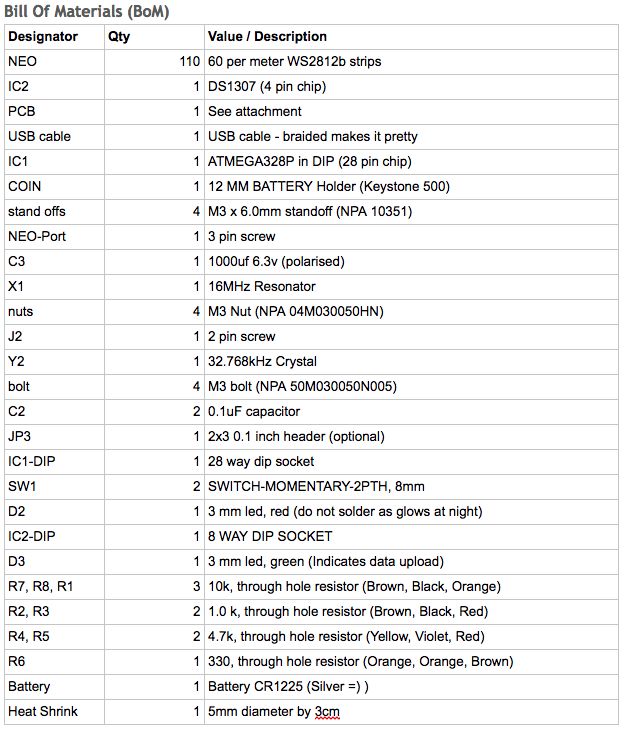 Bill Of Materials (BoM)
Designator Qty Value / Description
NEO 110 60 per meter WS2812b strips
IC2 1 DS1307 (4 pin chip)
PCB 1 See attachment
USB cable 1 USB cable - braided makes it pretty
IC1 1 ATMEGA328P in DIP (28 pin chip)
COIN 1 12 MM BATTERY Holder (Keystone 500)
stand offs 4 M3 x 6.0mm standoff (NPA 10351)
NEO-Port 1 3 pin screw
C3 1 1000uf 6.3v (polarised)
X1 1 16MHz Resonator
nuts 4 M3 Nut (NPA 04M030050HN)
J2 1 2 pin screw
Y2 1 32.768kHz Crystal
bolt 4 M3 bolt (NPA 50M030050N005)
C2 2 0.1uF capacitor
JP3 1 2x3 0.1 inch header (optional)
IC1-DIP 1 28 way dip socket
SW1 2 SWITCH-MOMENTARY-2PTH, 8mm
D2 1 3 mm led, red (do not solder as glows at night)
IC2-DIP 1 8 WAY DIP SOCKET
D3 1 3 mm led, green (Indicates data upload)
R7, R8, R1 3 10k, through hole resistor (Brown, Black, Orange)
R2, R3 2 1.0 k, through hole resistor (Brown, Black, Red)
R4, R5 2 4.7k, through hole resistor (Yellow, Violet, Red)
R6 1 330, through hole resistor (Orange, Orange, Brown)
Battery 1 Battery CR1225 (Silver =) )
Heat Shrink 1 5mm diameter by 3cm